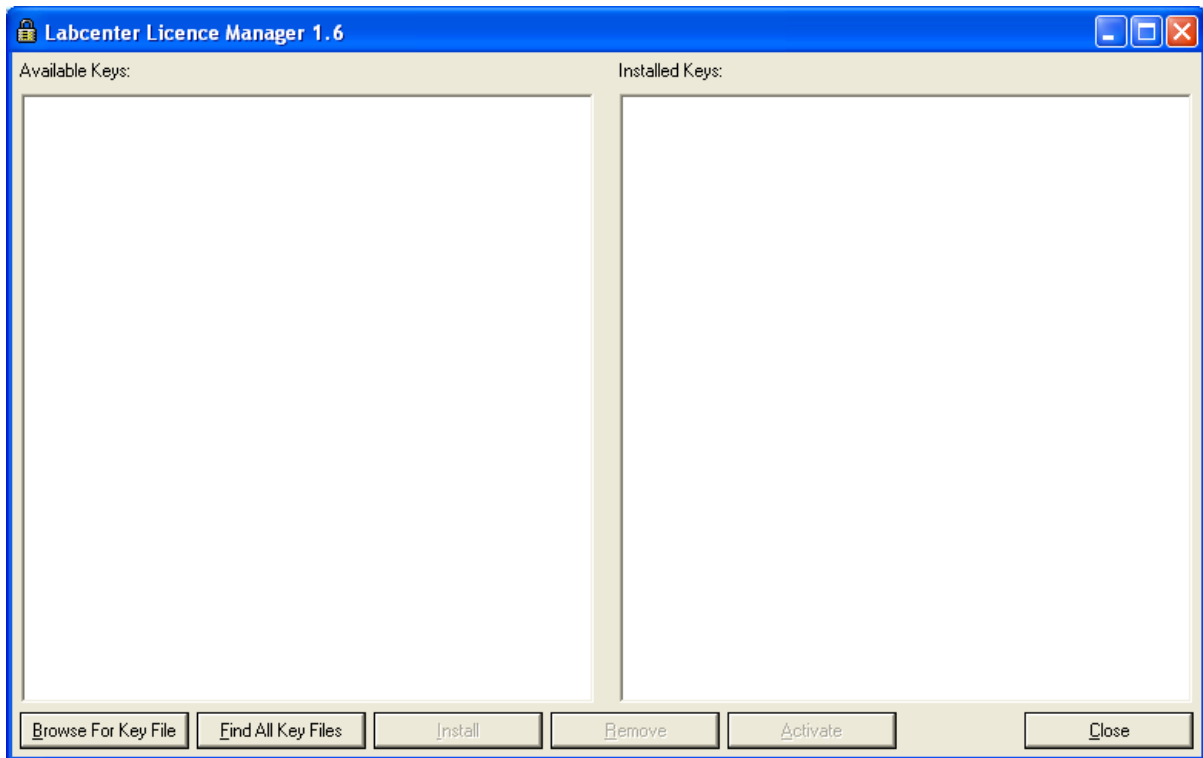 Labcenter Licence Manager 1.6
Available Keys:
Installed Keys:
Browse For Key File
Find All Key Files
Install
Remove
Activate
Close